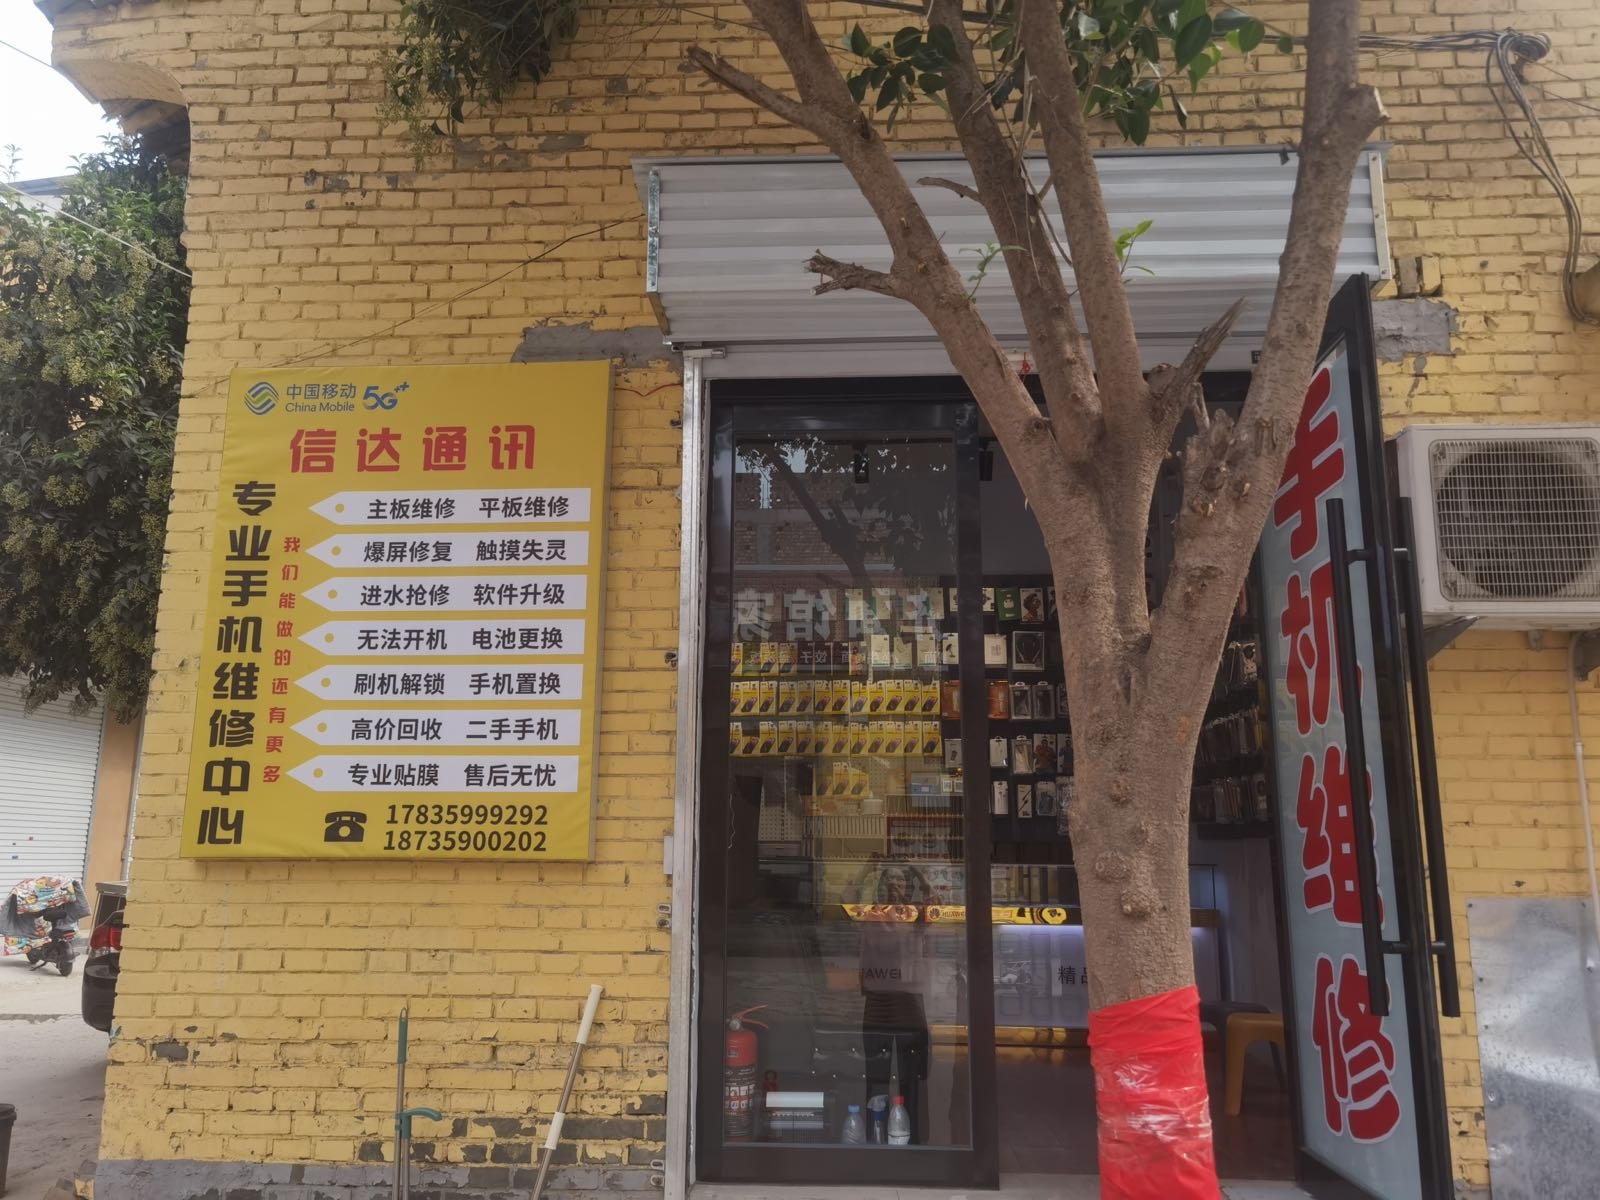 中国移动 5G++
China Mobile
信达通讯
专业手机维修中心
我们能做的还有更多
主板维修 平板维修
爆屏修复 触摸失灵
进水抢修 软件升级
无法开机 电池更换
刷机解锁 手机置换
高价回收 二手手机
专业贴膜 售后无忧
17835999292
18735900202
手机维修
HUAWEI
精品